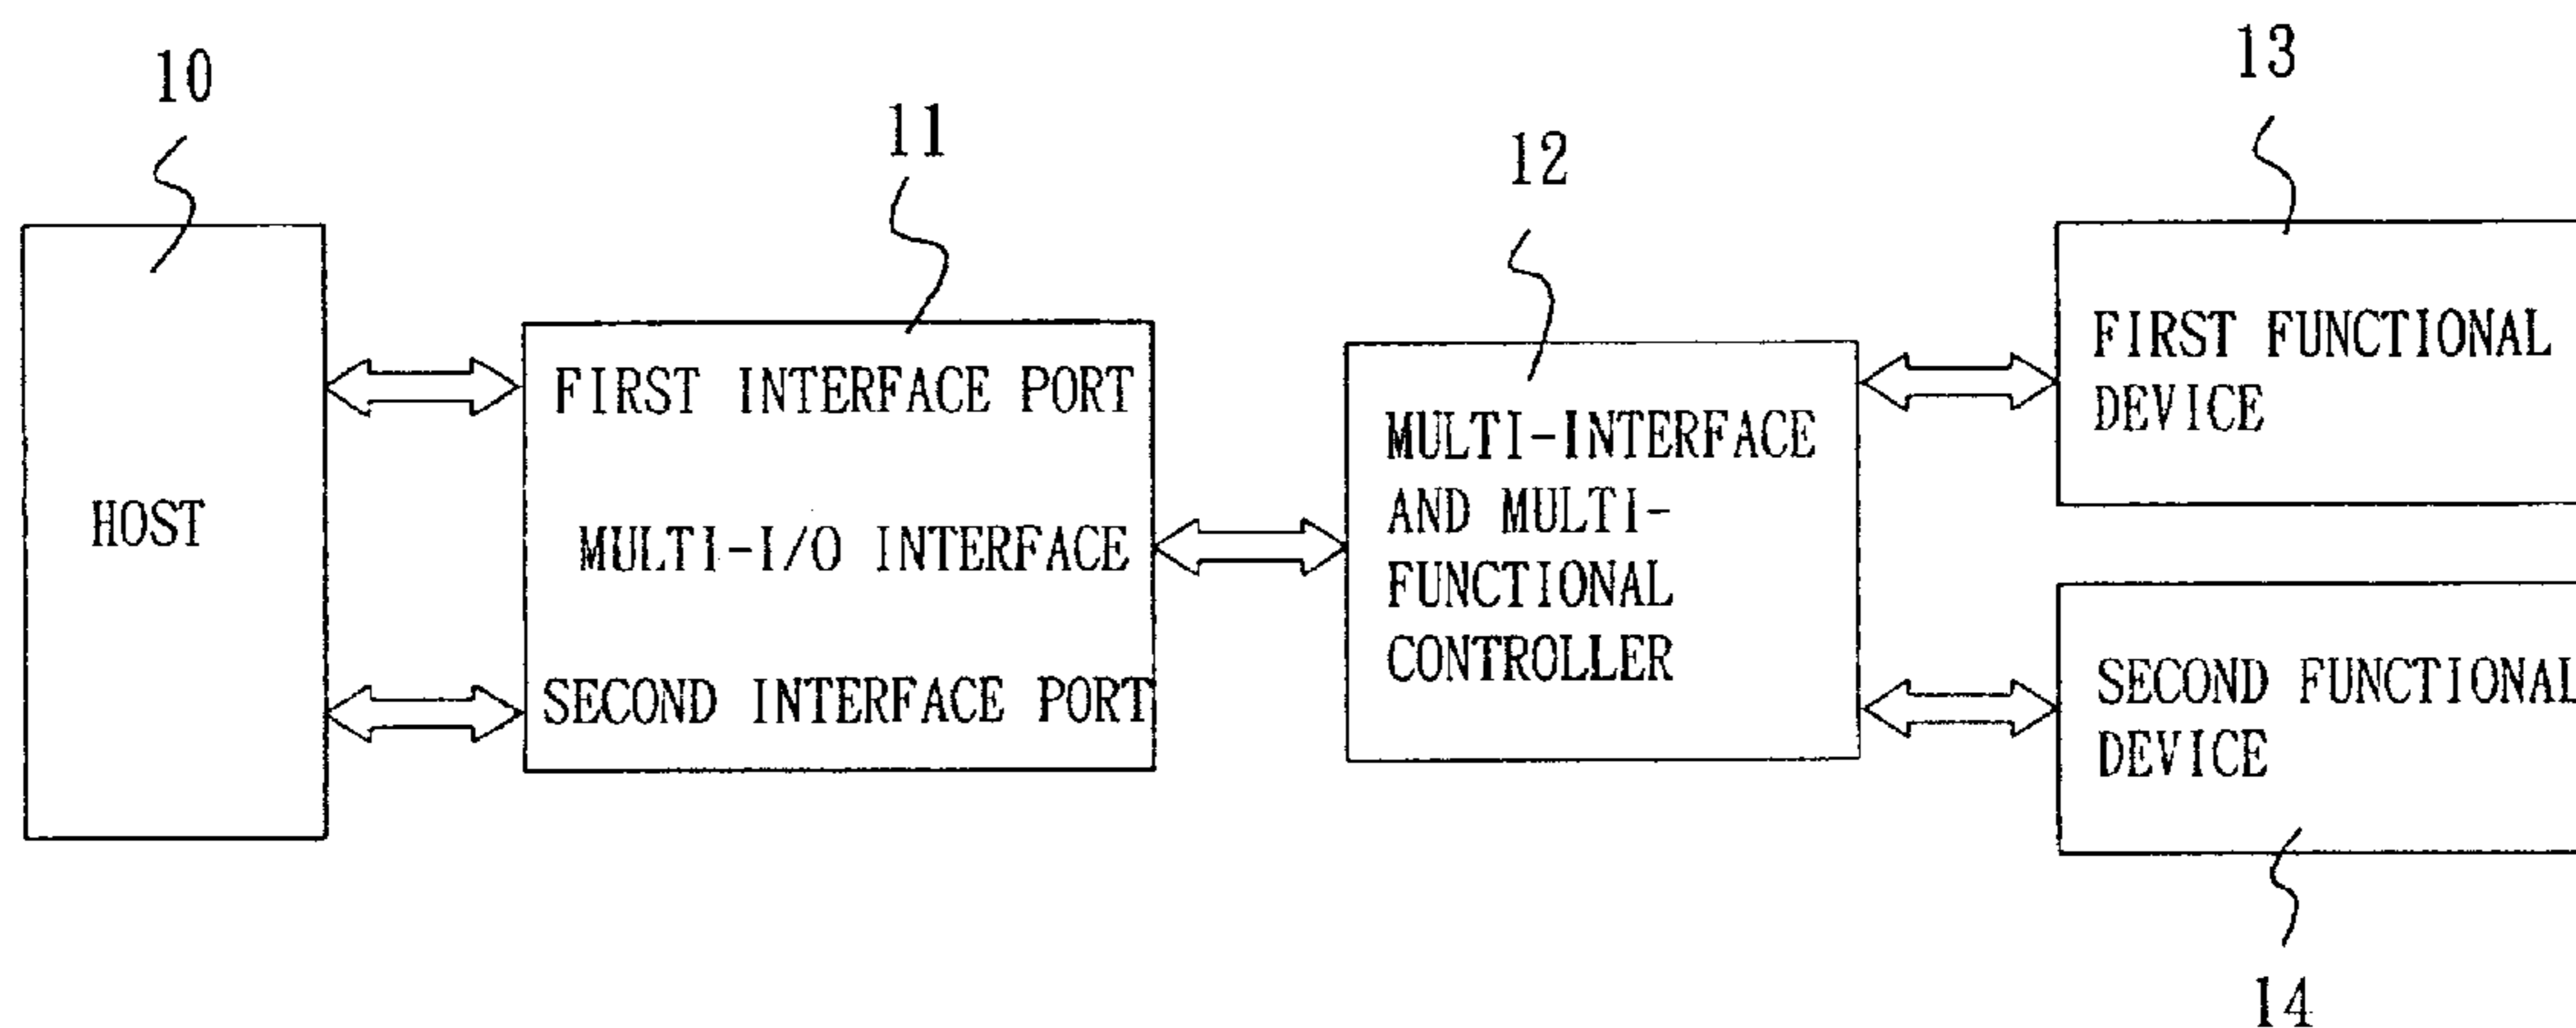 10
11
12
13
HOST
FIRST INTERFACE PORT
MULTI-I/O INTERFACE
SECOND INTERFACE PORT
MULTI-INTERFACE
AND MULTI-
FUNCTIONAL
CONTROLLER
FIRST FUNCTIONAL
DEVICE
SECOND FUNCTIONAL
DEVICE
14